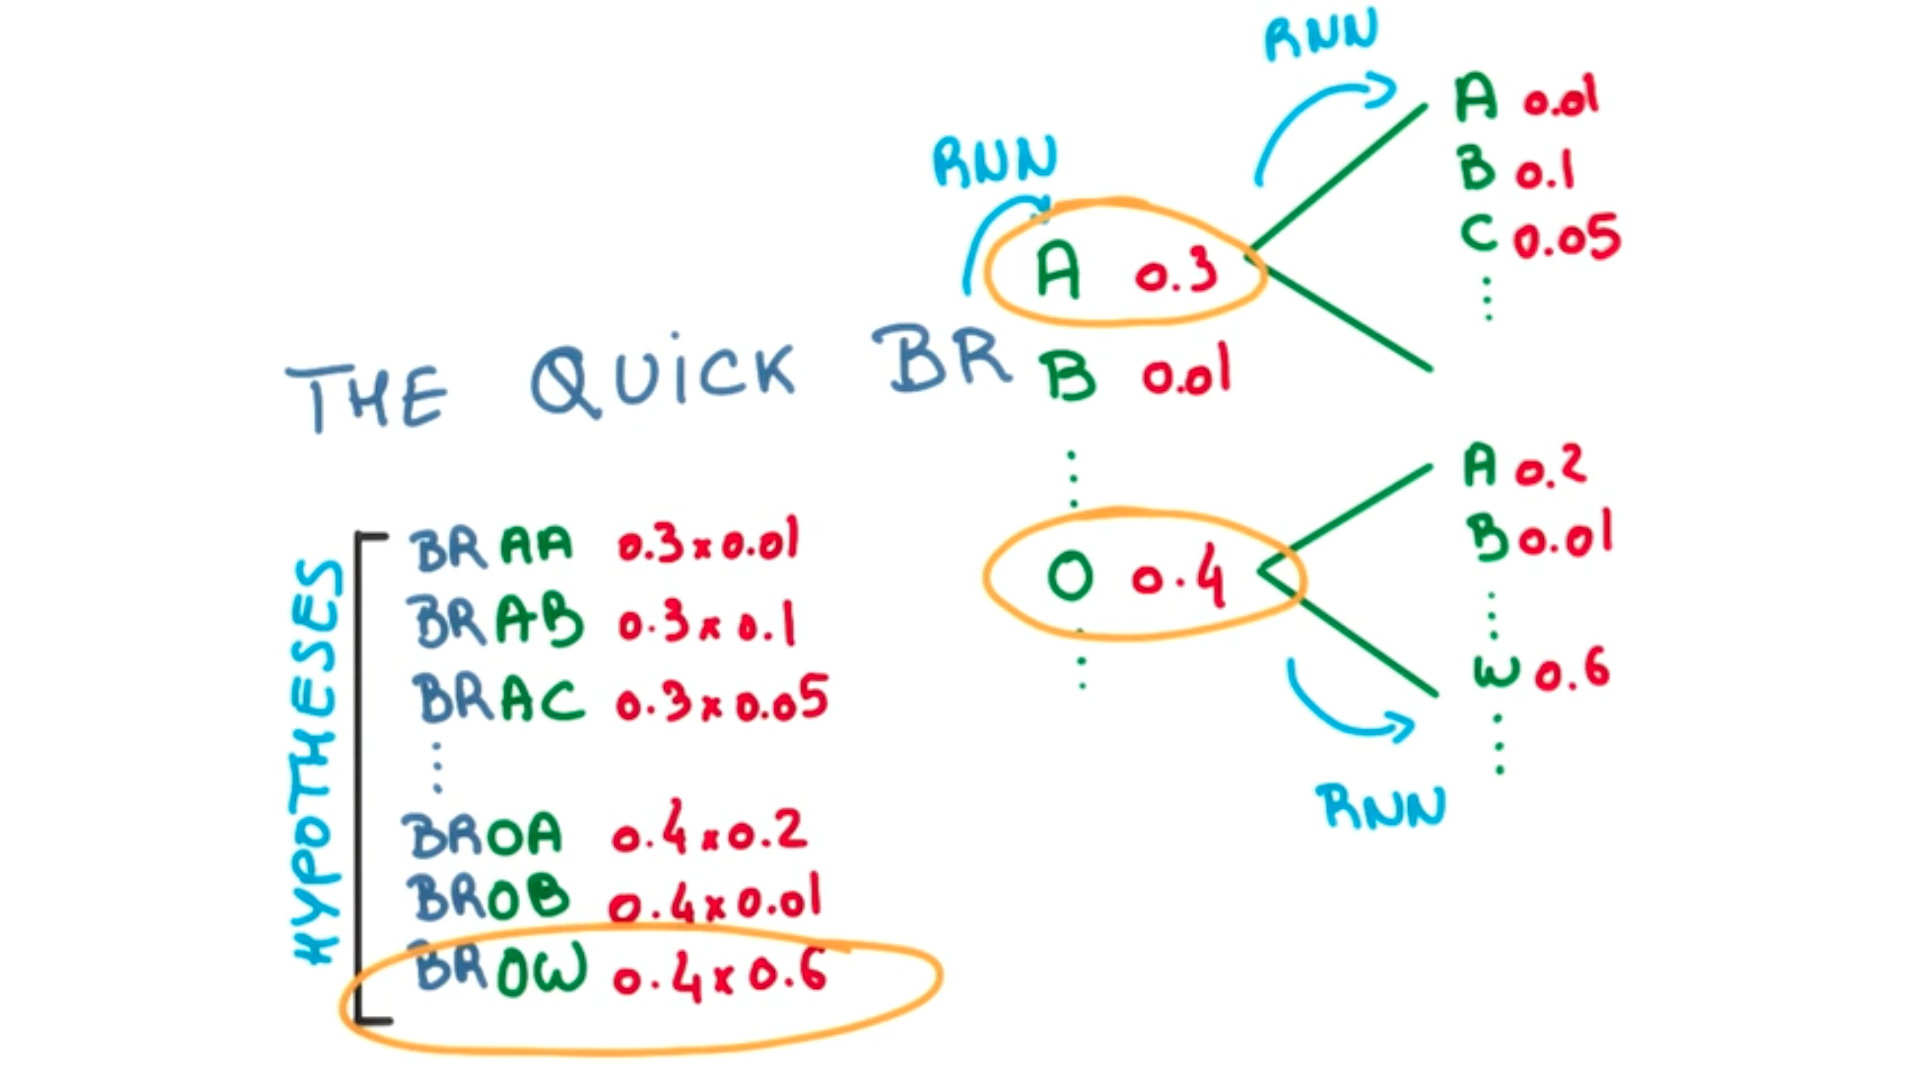 THE QUICK BR
RNN
A 0.3
B 0.01
⋮
O 0.4
⋮
RNN
A 0.01
B 0.1
C 0.05
⋮
A 0.2
B 0.01
⋮
W 0.6
⋮
RNN
HYPOTHESES
BRAA 0.3x0.01
BRAB 0.3x0.1
BRAC 0.3x0.05
⋮
BROA 0.4x0.2
BROB 0.4x0.01
BROW 0.4x0.6